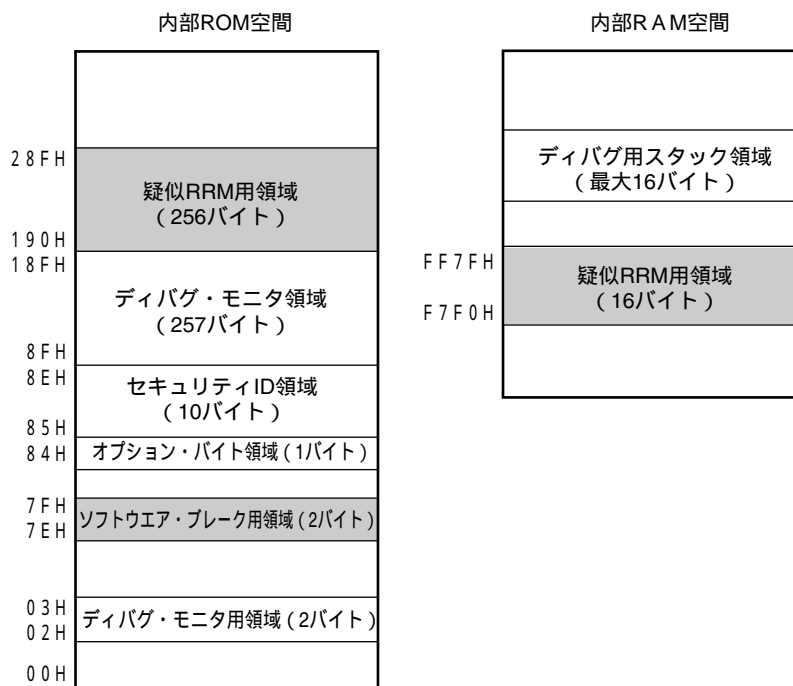 内部ROM空間
28FH
疑似RRM用領域
(256バイト)
190H
18FH
ディバグ・モニタ領域
(257バイト)
8FH
8EH
セキュリティID領域
(10バイト)
85H
84H
オプション・バイト領域(1バイト)
7FH
ソフトウエア・ブレーク用領域(2バイト)
7EH
03H
ディバグ・モニタ用領域(2バイト)
02H
00H
内部RAM空間
ディバグ用スタック領域
(最大16バイト)
FF7FH
疑似RRM用領域
(16バイト)
F7F0H